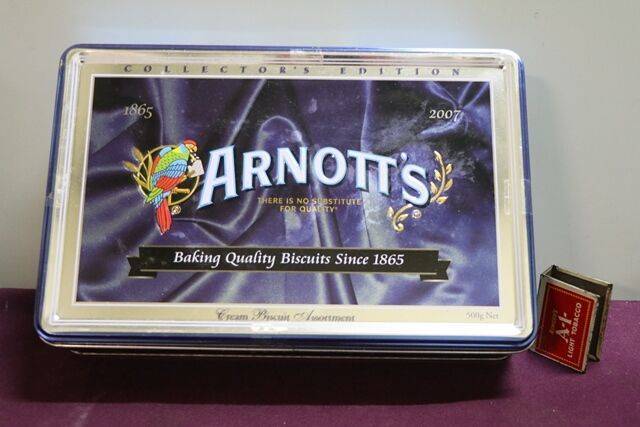 COLLECTOR'S EDITION
1865
2007
ARNOTT'S
THERE IS NO SUBSTITUTE
FOR QUALITY
Baking Quality Biscuits Since 1865
Cream Biscuit Assortment
500g Net
A-1-
LIGHT TOBACCO